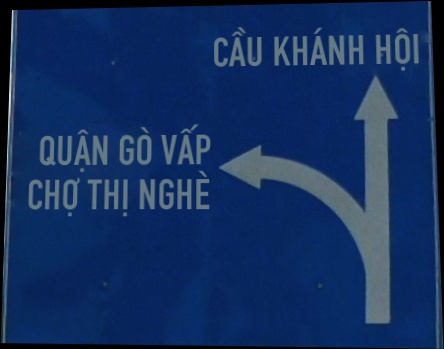 CẦU KHÁNH HỘI
QUẬN GÒ VẤP
CHỢ THỊ NGHÈ